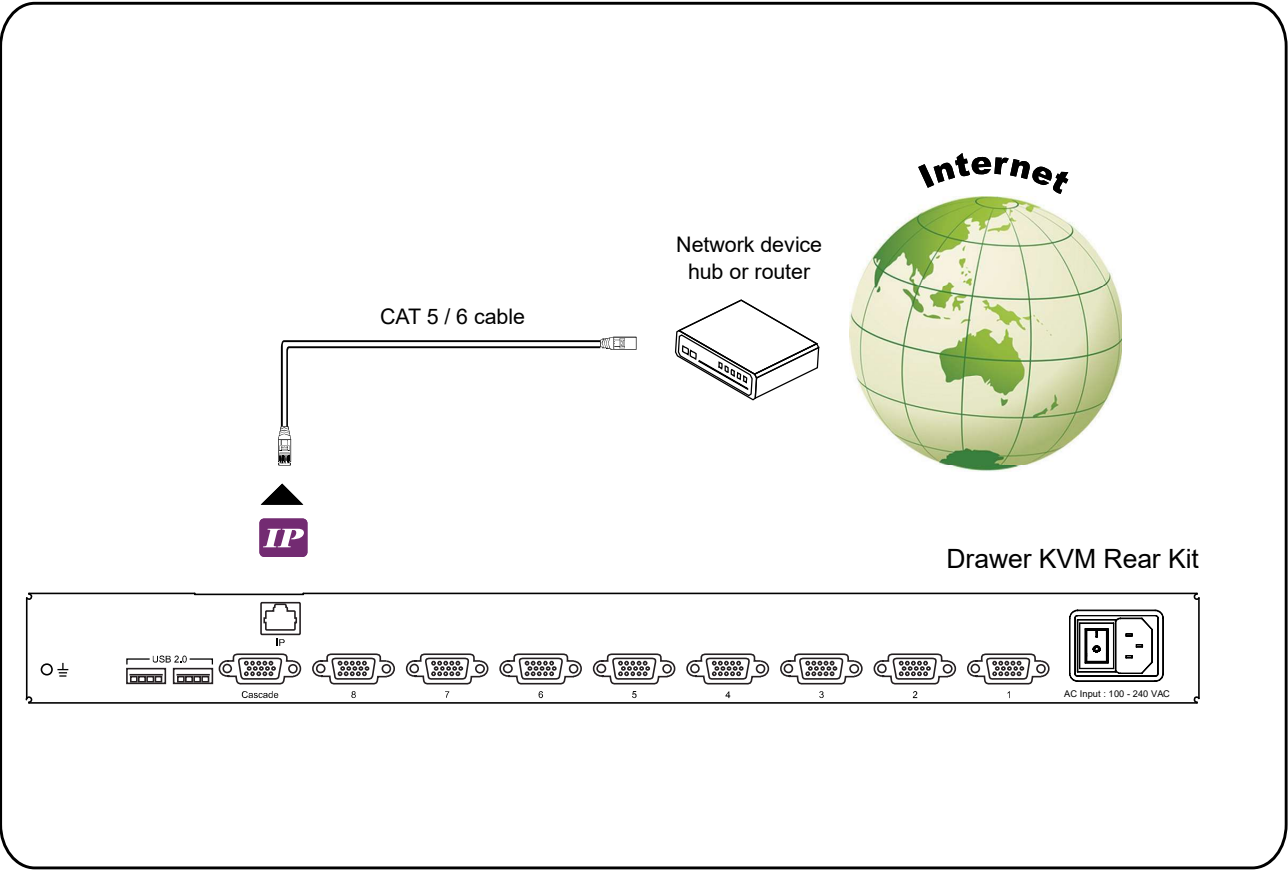 Internet
Network device
hub or router
CAT 5 / 6 cable
IP
Drawer KVM Rear Kit
IP
USB 2.0
Cascade
8
7
6
5
4
3
2
1
AC Input : 100 - 240 VAC